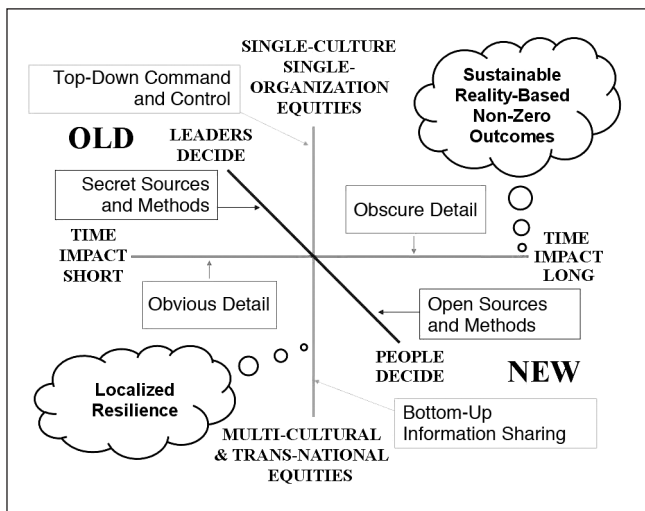 SINGLE-CULTURE
SINGLE-
ORGANIZATION
EQUITIES
Top-Down Command
and Control
Sustainable
Reality-Based
Non-Zero
Outcomes
OLD
LEADERS
DECIDE
Secret Sources
and Methods
Obscure Detail
TIME
IMPACT
SHORT
TIME
IMPACT
LONG
Obvious Detail
Open Sources
and Methods
PEOPLE
DECIDE
NEW
Localized
Resilience
Bottom-Up
Information Sharing
MULTI-CULTURAL
& TRANS-NATIONAL
EQUITIES